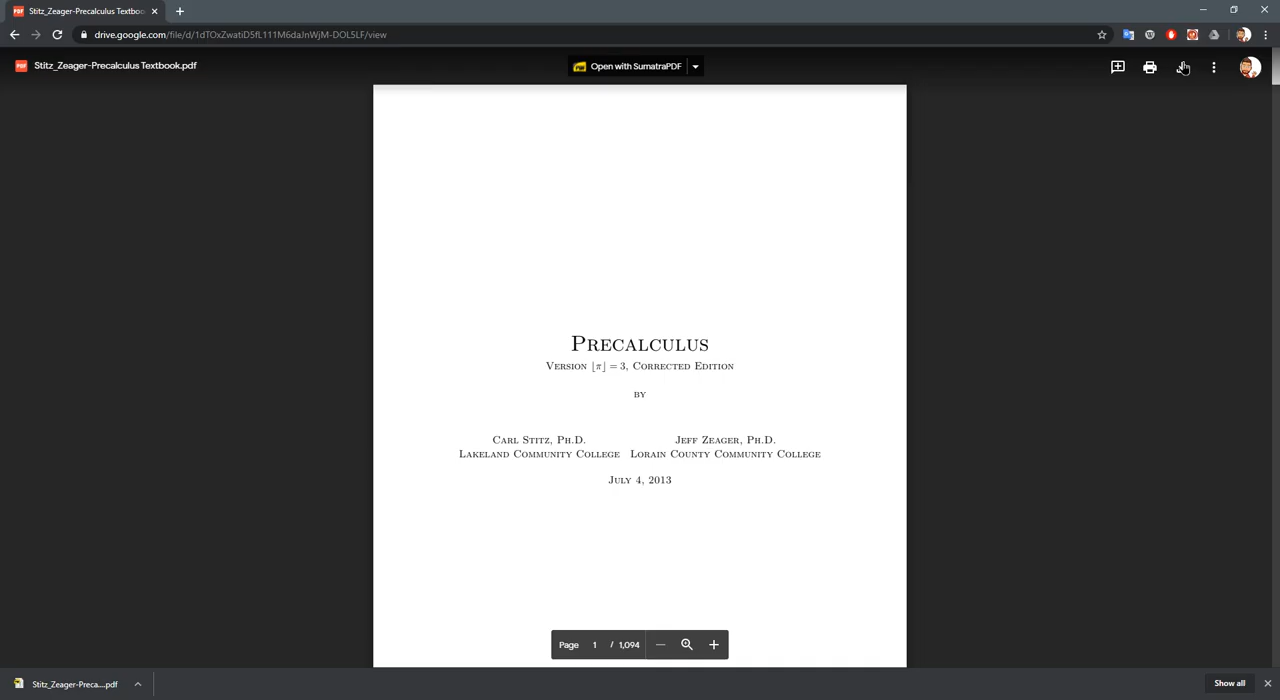 Stitz_Zeager-Precalculus Textboo
drive.google.com/file/d/1dTOxZwatiD5fL111M6daJnWjM-DOL5LF/view
PDF Stitz_Zeager-Precalculus Textbook.pdf
Open with SumatraPDF
PRECALCULUS
VERSION ⌊π⌋ = 3, CORRECTED EDITION
BY
CARL STITZ, PH.D. JEFF ZEAGER, PH.D.
LAKELAND COMMUNITY COLLEGE LORAIN COUNTY COMMUNITY COLLEGE
JULY 4, 2013
Page 1 / 1,094
Stitz_Zeager-Preca....pdf
Show all